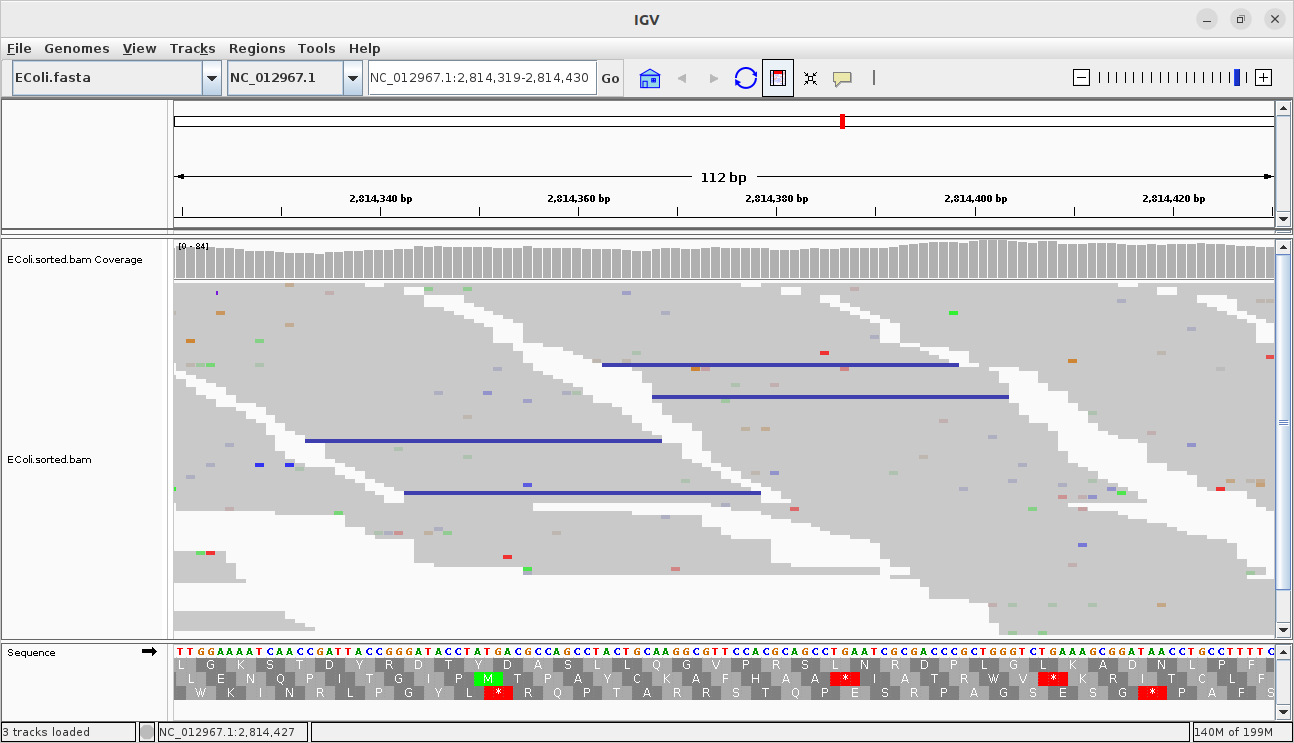 IGV
File Genomes View Tracks Regions Tools Help
EColi.fasta NC_012967.1 NC_012967.1:2,814,319-2,814,430 Go
112 bp
2,814,340 bp 2,814,360 bp 2,814,380 bp 2,814,400 bp 2,814,420 bp
[0 - 84]
EColi.sorted.bam Coverage
EColi.sorted.bam
Sequence TTGGAAAATCAACCGATTACCGGGATACCTATGACGCCAGCCTACTGCAAGGCGTTCCACGCAGCCTGAATCGCGACCCGCTGGGTCTGAAAGCGGATAACCTGCCTTTTC
L G K S T D Y R D T Y D A S L L Q G V P R S L N R D P L G L K A D N L P F
L E N Q P I T G I P M T P A Y C K A F H A A * I A T R W V * K R I T C L F
W K I N R L P G Y L * R Q P T A R R S T Q P E S R P A G S E S G * P A F S
3 tracks loaded NC_012967.1:2,814,427 140M of 199M